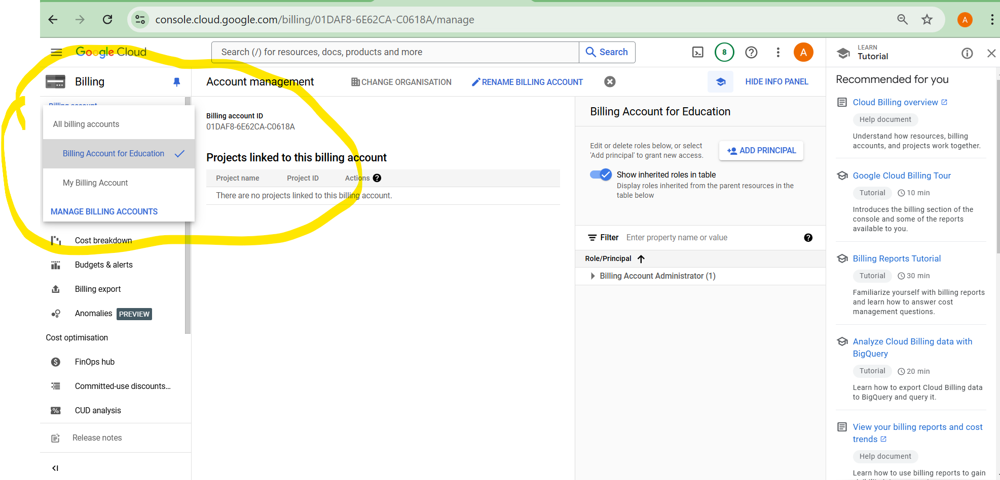 console.cloud.google.com/billing/01DAF8-6E62CA-C0618A/manage
A
Google Cloud
Search (/) for resources, docs, products and more
Search
8
A
LEARN
Tutorial
Billing
Account management
CHANGE ORGANISATION
RENAME BILLING ACCOUNT
HIDE INFO PANEL
Billing account
All billing accounts
Billing Account for Education
My Billing Account
MANAGE BILLING ACCOUNTS
Cost breakdown
Budgets & alerts
Billing export
Anomalies PREVIEW
Cost optimisation
FinOps hub
Committed-use discounts...
CUD analysis
Release notes
Billing account ID
01DAF8-6E62CA-C0618A
Projects linked to this billing account
Project name Project ID Actions
There are no projects linked to this billing account.
Billing Account for Education
Edit or delete roles below, or select
'Add principal' to grant new access.
ADD PRINCIPAL
Show inherited roles in table
Display roles inherited from the parent resources in the
table below
Filter Enter property name or value
Role/Principal
Billing Account Administrator (1)
Recommended for you
Cloud Billing overview
Help document
Understand how resources, billing
accounts, and projects work together.
Google Cloud Billing Tour
Tutorial 10 min
Introduces the billing section of the
console and some of the reports
available to you.
Billing Reports Tutorial
Tutorial 30 min
Familiarize yourself with billing reports
and learn how to answer cost
management questions.
Analyze Cloud Billing data with
BigQuery
Tutorial 20 min
Learn how to export Cloud Billing data
to BigQuery and query it.
View your billing reports and cost
trends
Help document
Learn how to use billing reports to gain